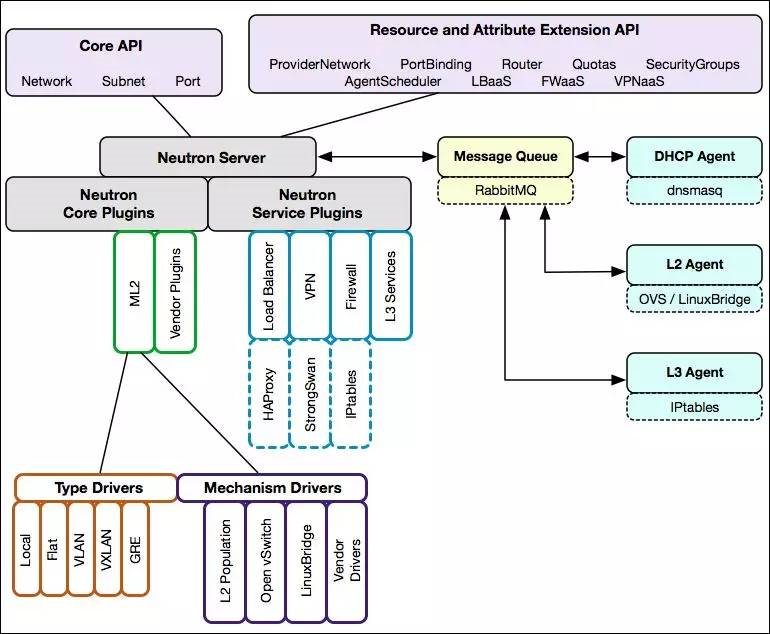 Core API
Network Subnet Port
Resource and Attribute Extension API
ProviderNetwork PortBinding Router Quotas SecurityGroups
AgentScheduler LBaaS FWaaS VPNaaS
Neutron Server
Neutron
Core Plugins
Neutron
Service Plugins
Message Queue
RabbitMQ
DHCP Agent
dnsmasq
L2 Agent
OVS / LinuxBridge
L3 Agent
IPtables
ML2
Vendor Plugins
Load Balancer
VPN
Firewall
L3 Services
HAProxy
StrongSwan
IPtables
Type Drivers
Local
Flat
VLAN
VXLAN
GRE
Mechanism Drivers
L2 Population
Open vSwitch
LinuxBridge
Vendor
Drivers